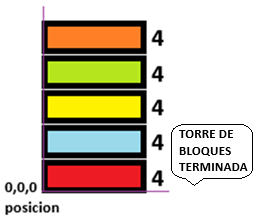 4
4
4
4
TORRE DE
BLOQUES
TERMINADA
4
0,0,0
posicion